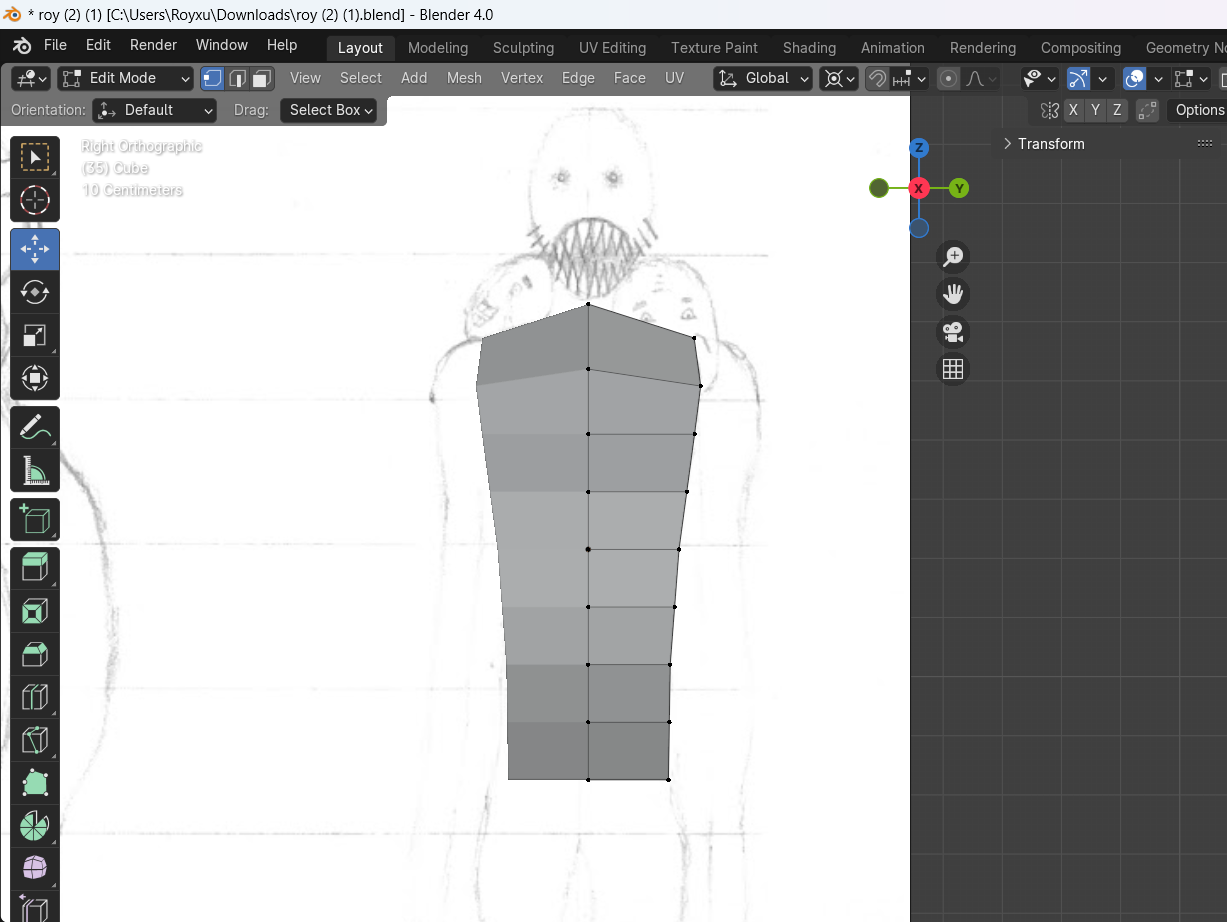 * roy (2) (1) [C:\Users\Royxu\Downloads\roy (2) (1).blend] - Blender 4.0
File Edit Render Window Help Layout Modeling Sculpting UV Editing Texture Paint Shading Animation Rendering Compositing Geometry No
Edit Mode View Select Add Mesh Vertex Edge Face UV Global
Orientation: Default Drag: Select Box X Y Z Options
Right Orthographic
(35) Cube
10 Centimeters
Transform
Z
X Y